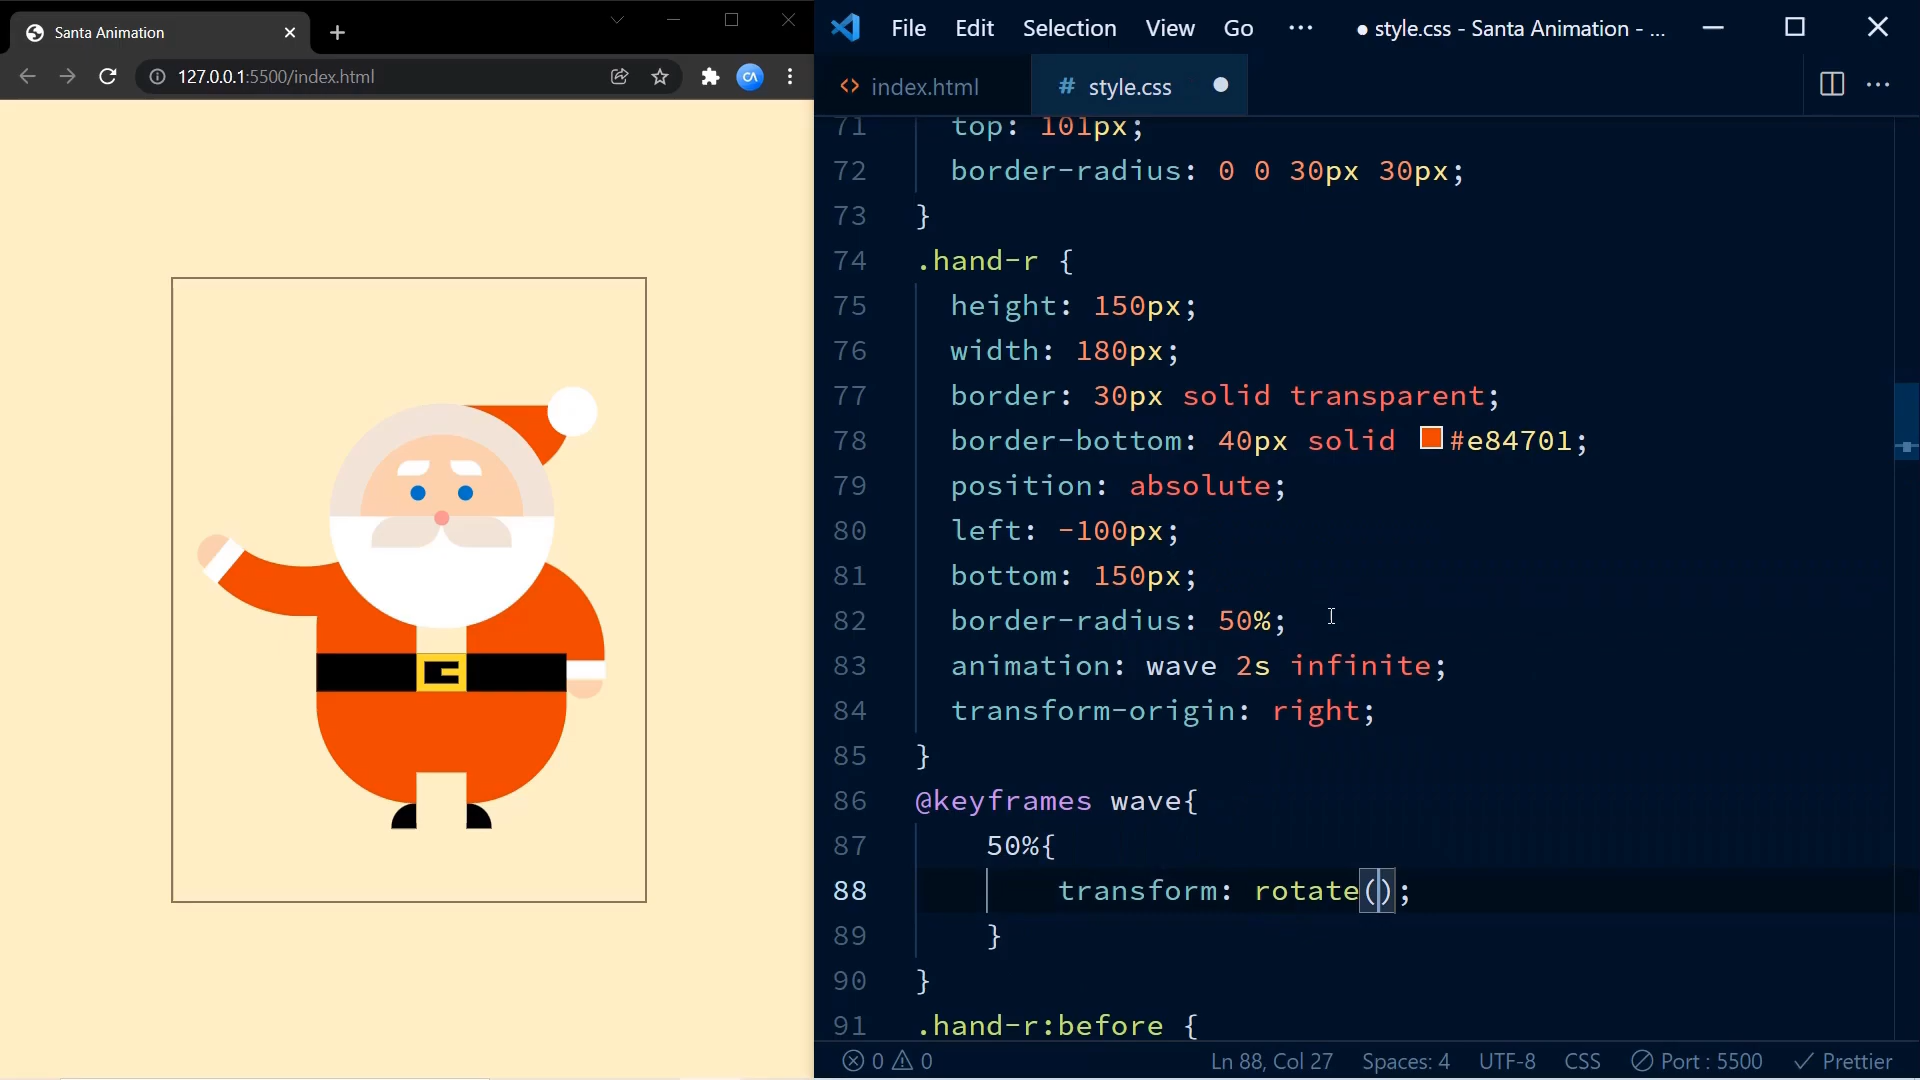 Santa Animation
127.0.0.1:5500/index.html
CA
File Edit Selection View Go ··· ● style.css - Santa Animation - ...
<> index.html # style.css ●
71 top: 101px;
72 border-radius: 0 0 30px 30px;
73 }
74 .hand-r {
75 height: 150px;
76 width: 180px;
77 border: 30px solid transparent;
78 border-bottom: 40px solid #e84701;
79 position: absolute;
80 left: -100px;
81 bottom: 150px;
82 border-radius: 50%;
83 animation: wave 2s infinite;
84 transform-origin: right;
85 }
86 @keyframes wave{
87 50%{
88 transform: rotate();
89 }
90 }
91 .hand-r:before {
0 0 Ln 88, Col 27 Spaces: 4 UTF-8 CSS Port : 5500 ✓ Prettier